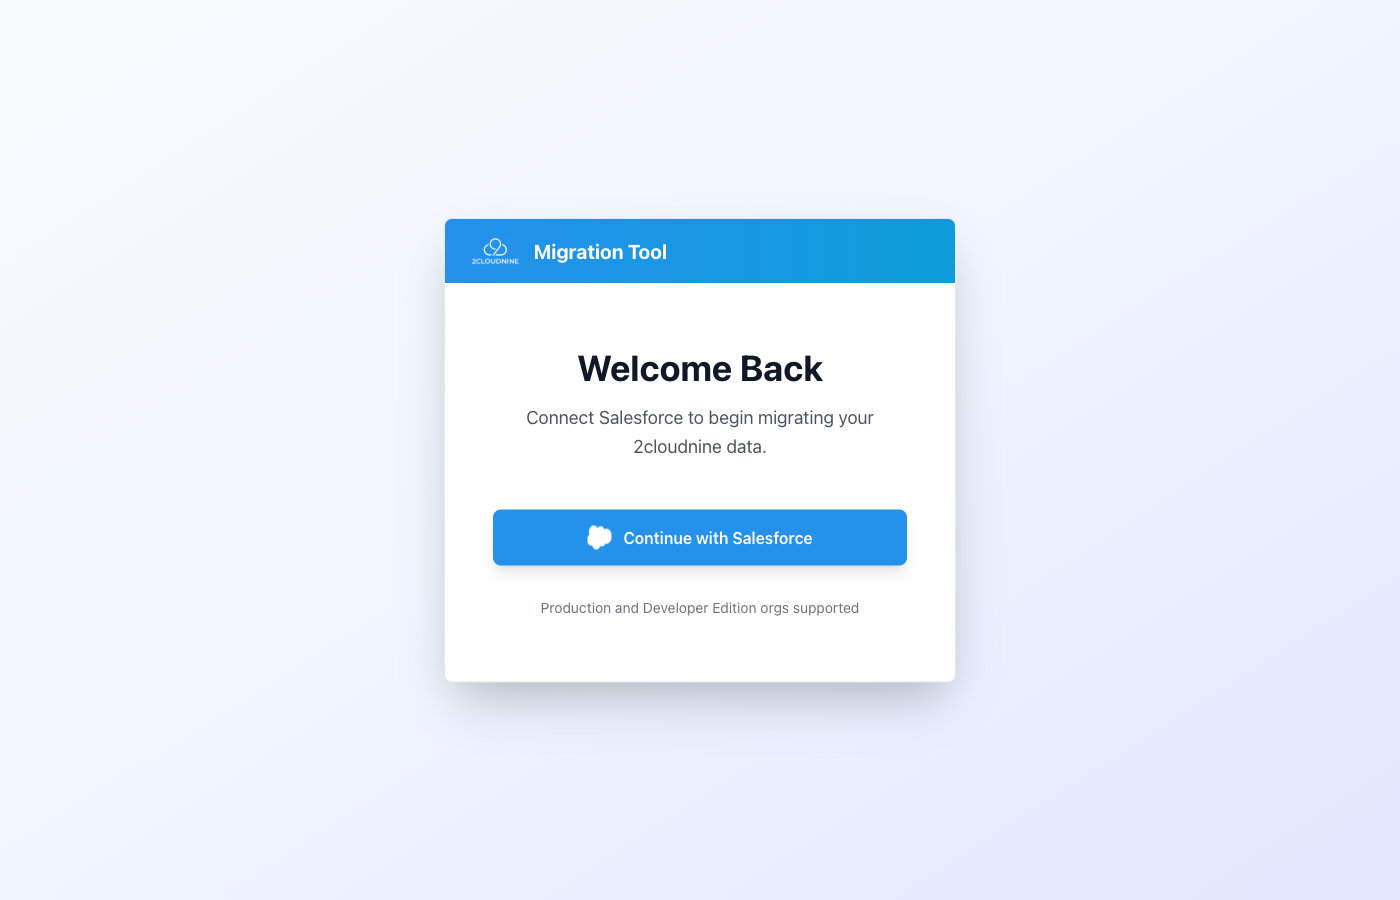 2CLOUDNINE
Migration Tool
Welcome Back
Connect Salesforce to begin migrating your
2cloudnine data.
Continue with Salesforce
Production and Developer Edition orgs supported